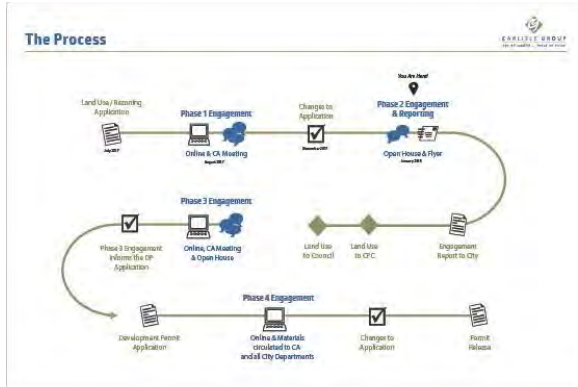 The Process
CARLISLE GROUP
You Are Here!
Land Use / Rezoning
Application
July 2017
Phase 1 Engagement
Online & CA Meeting
August 2017
Changes to
Application
December 2017
Phase 2 Engagement
& Reporting
Open House & Flyer
January 2018
Phase 3 Engagement
Phase 3 Engagement
Informs the DP
Application
Online, CA Meeting
& Open House
Land Use
to Council
Land Use
to CPC
Engagement
Report to City
Phase 4 Engagement
Development Permit
Application
Online & Materials
circulated to CA
and all City Departments
Changes to
Application
Permit
Release